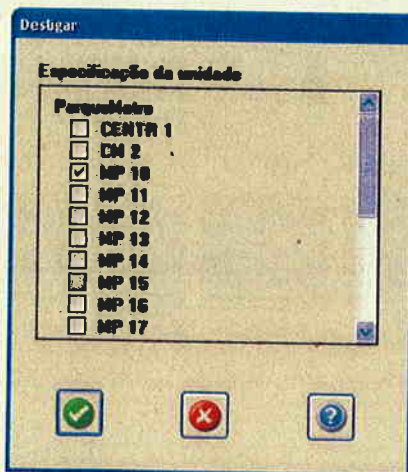 Desligar
Especificação da unidade
ParqueMetro
CENTR 1
CM 2
MP 10
MP 11
MP 12
MP 13
MP 14
MP 15
MP 16
MP 17